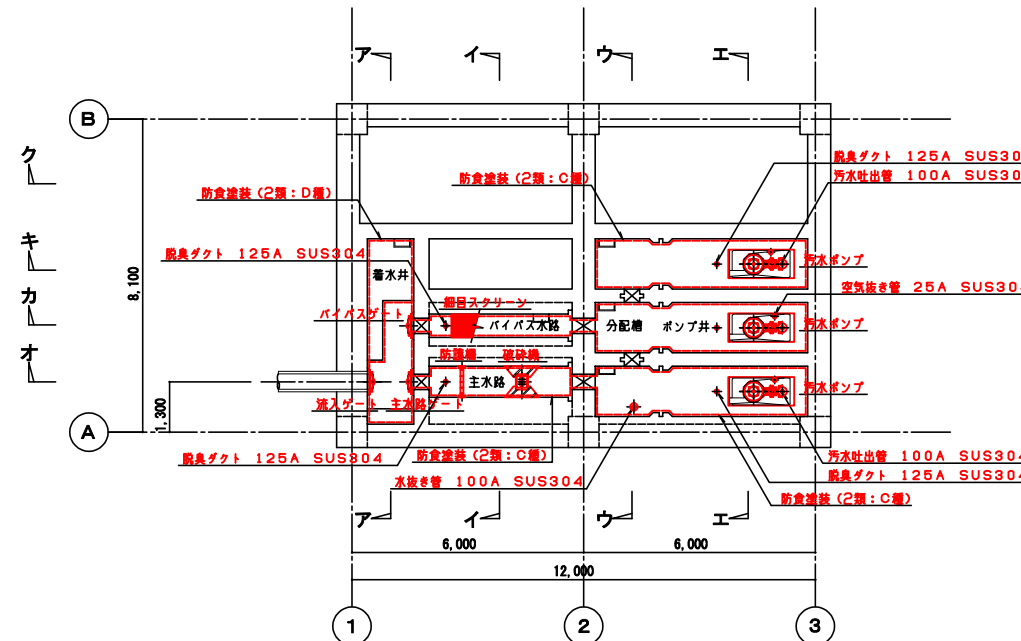 ア
イ
ウ
エ
B
ク
脱臭ダクト 125A SUS30
防食塗装(2類:C種)
汚水吐出管 100A SUS30
防食塗装(2類:D種)
キ
脱臭ダクト 125A SUS304
汚水ポンプ
着水井
8,100
空気抜き管 25A SUS304
カ
細目スクリーン
バイパスゲート
バイパス水路
分配槽
ポンプ井
汚水ポンプ
オ
破砕機
主水路
汚水ポンプ
1,300
流入ゲート
主水路ゲート
A
脱臭ダクト 125A SUS304
防食塗装(2類:C種)
汚水吐出管 100A SUS304
水抜き管 100A SUS304
脱臭ダクト 125A SUS304
防食塗装(2類:C種)
ア
イ
ウ
エ
6,000
6,000
12,000
1
2
3